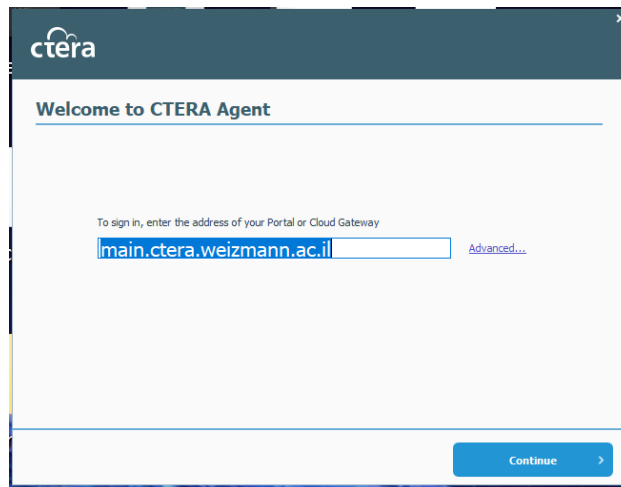 ctera
Welcome to CTERA Agent
To sign in, enter the address of your Portal or Cloud Gateway
main.ctera.weizmann.ac.il
Advanced...
Continue